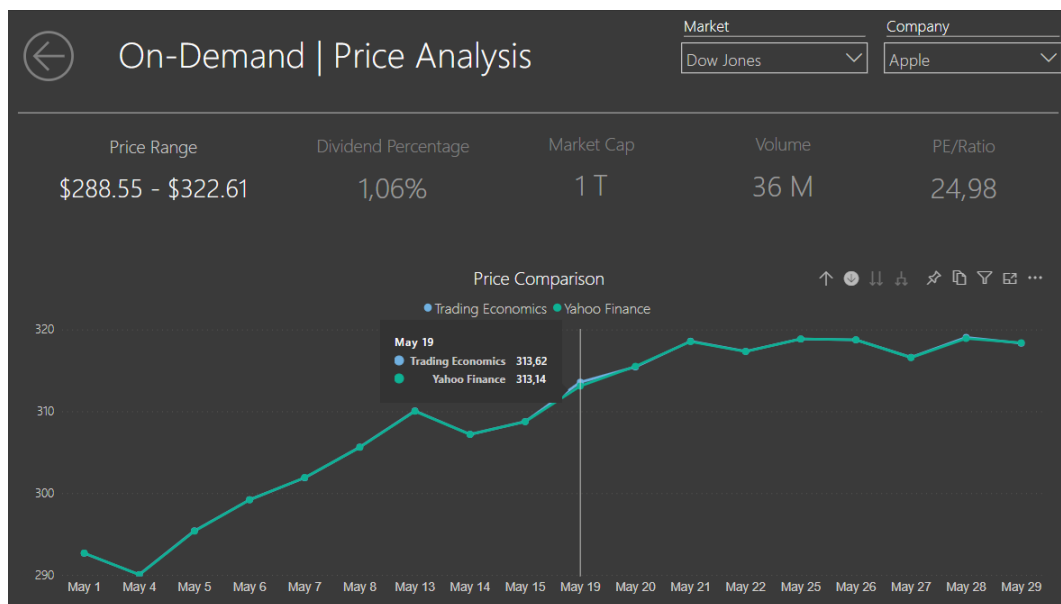 Market
Company
On-Demand | Price Analysis
Dow Jones
Apple
Price Range
Dividend Percentage
Market Cap
Volume
PE/Ratio
$288.55 - $322.61
1,06%
1 T
36 M
24,98
Price Comparison
Trading Economics
Yahoo Finance
May 19
Trading Economics 313,62
Yahoo Finance 313,14
320
310
300
290
May 1
May 4
May 5
May 6
May 7
May 8
May 13
May 14
May 15
May 19
May 20
May 21
May 22
May 25
May 26
May 27
May 28
May 29